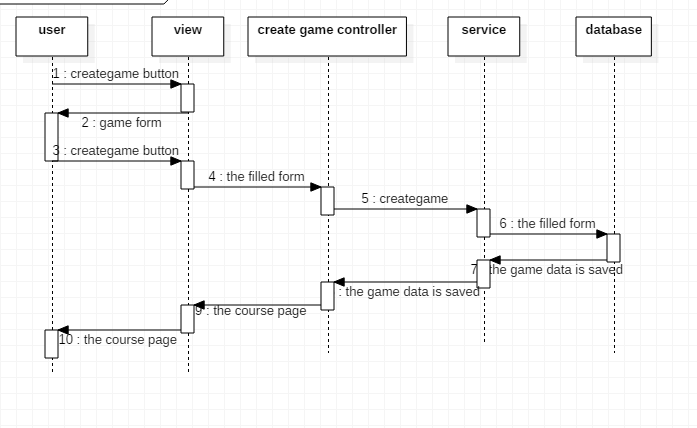 user
view
create game controller
service
database
1 : creategame button
2 : game form
3 : creategame button
4 : the filled form
5 : creategame
6 : the filled form
7 : the game data is saved
: the game data is saved
9 : the course page
10 : the course page